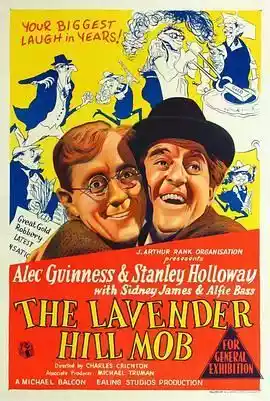 YOUR BIGGEST
LAUGH in YEARS!
Great Gold
Robbery
LATEST
J. ARTHUR RANK ORGANISATION
presents
Alec Guinness & Stanley Holloway
with Sidney James & Alfie Bass
THE LAVENDER
HILL MOB
Directed by CHARLES CRICHTON
Associate Producer MICHAEL TRUMAN
A MICHAEL BALCON EALING STUDIOS PRODUCTION
FOR
GENERAL
EXHIBITION